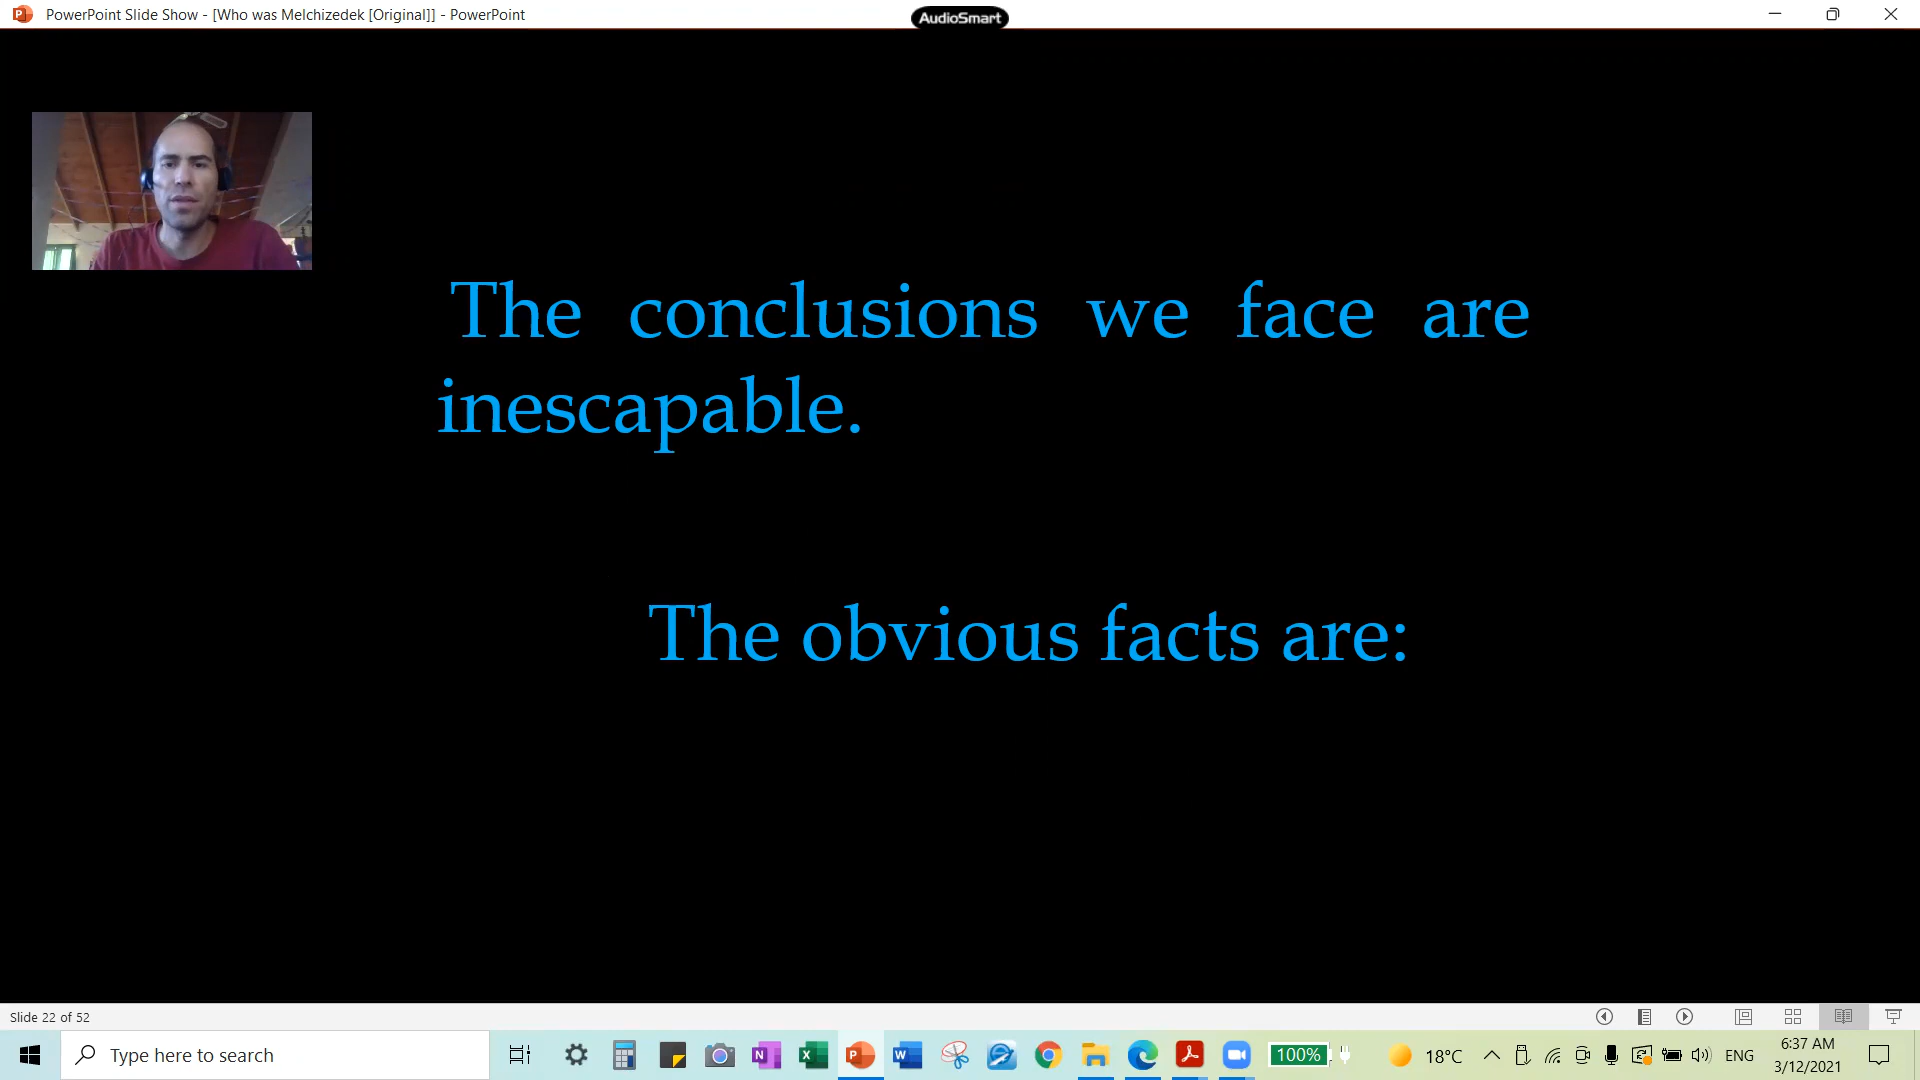 PowerPoint Slide Show - [Who was Melchizedek [Original]] - PowerPoint
AudioSmart
The conclusions we face are
inescapable.
The obvious facts are:
Slide 22 of 52
Type here to search
100%
18°C
ENG
6:37 AM
3/12/2021